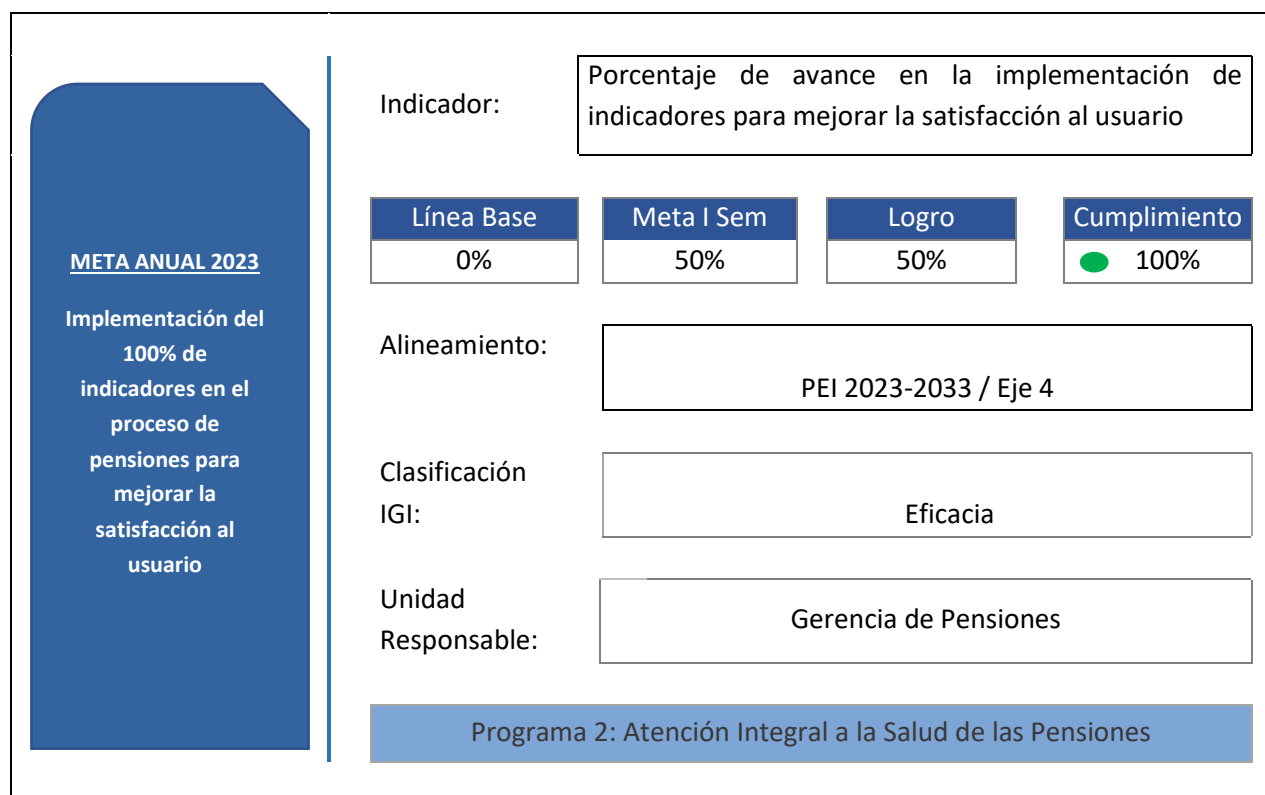 META ANUAL 2023
Implementación del
100% de
indicadores en el
proceso de
pensiones para
mejorar la
satisfacción al
usuario
Indicador:
Porcentaje de avance en la implementación de
indicadores para mejorar la satisfacción al usuario
Línea Base
Meta I Sem
Logro
Cumplimiento
0%
50%
50%
100%
Alineamiento:
PEI 2023-2033 / Eje 4
Clasificación
IGI:
Eficacia
Unidad
Responsable:
Gerencia de Pensiones
Programa 2: Atención Integral a la Salud de las Pensiones